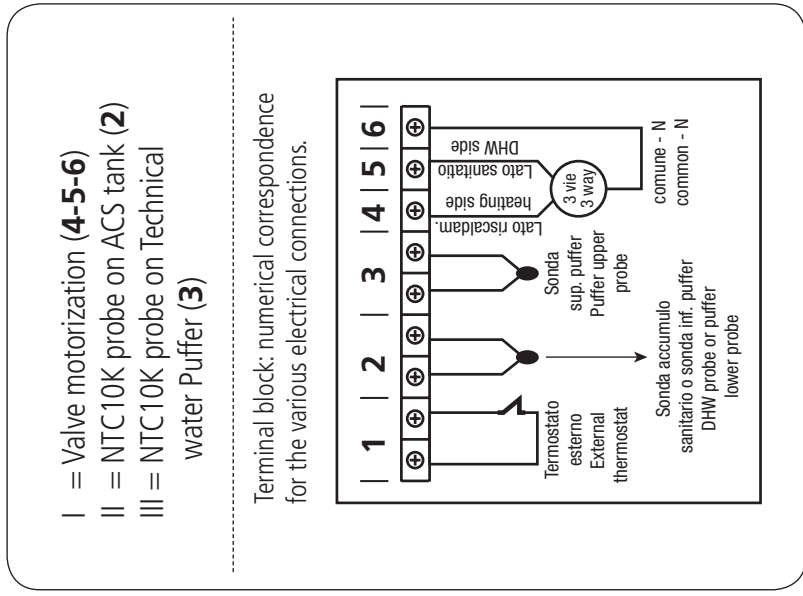 I = Valve motorization (4-5-6)
II = NTC10K probe on ACS tank (2)
III = NTC10K probe on Technical
water Puffer (3)
Terminal block: numerical correspondence
for the various electrical connections.
1 2 3 4 5 6
Lato riscaldam.
heating side
Lato sanitatio
DHW side
3 vie
3 way
Termostato
esterno
External
thermostat
Sonda
sup. puffer
Puffer upper
probe
comune - N
common - N
Sonda accumulo
sanitario o sonda inf. puffer
DHW probe or puffer
lower probe